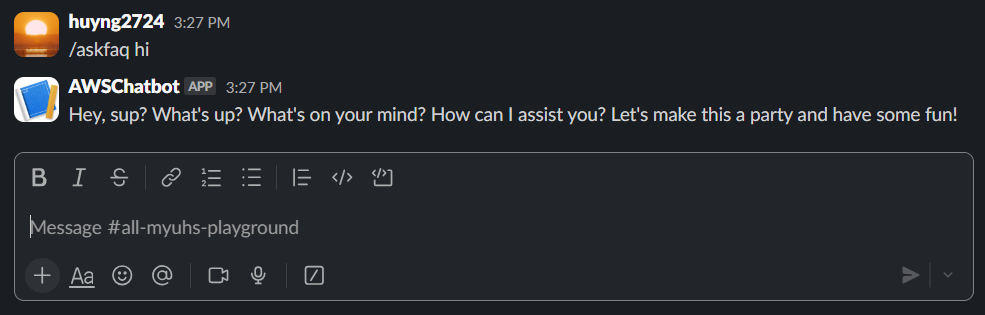 huyng2724 3:27 PM
/askfaq hi
AWSChatbot APP 3:27 PM
Hey, sup? What's up? What's on your mind? How can I assist you? Let's make this a party and have some fun!
B I S
Message #all-myuhs-playground
Aa